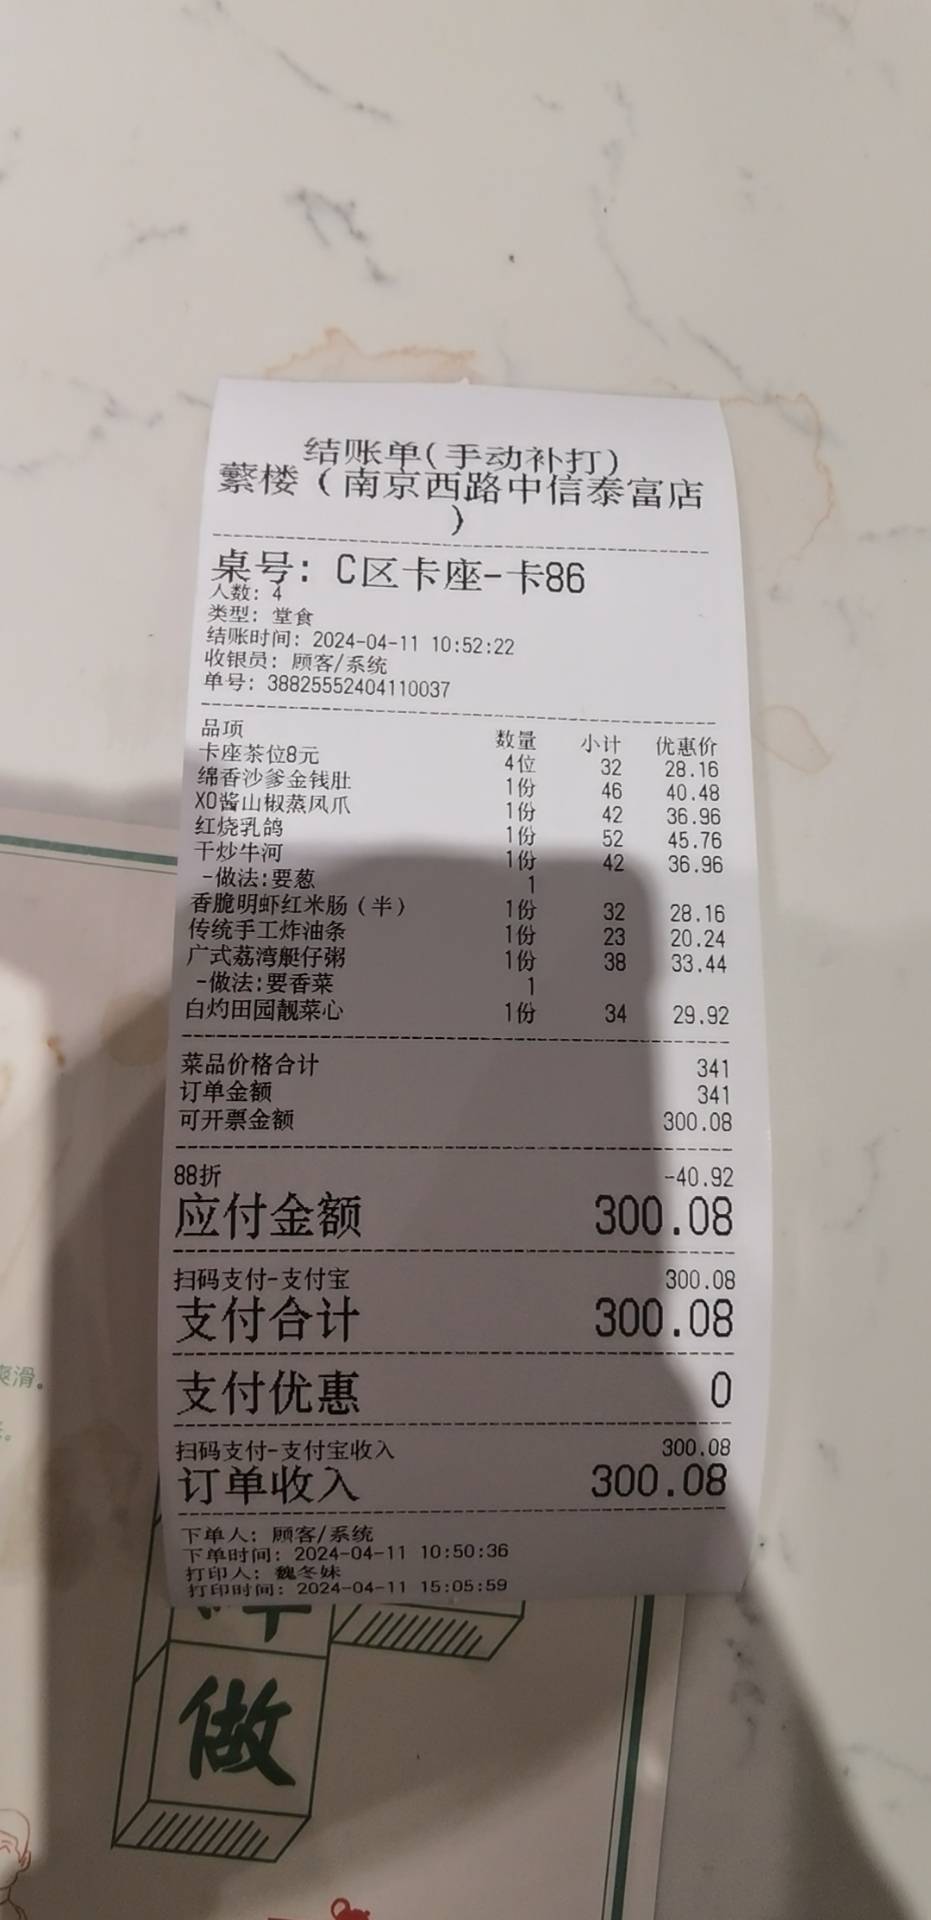 结账单(手动补打)
蘩楼（南京西路中信泰富店
）
桌号: C区卡座-卡86
人数: 4
类型: 堂食
结账时间: 2024-04-11 10:52:22
收银员: 顾客/系统
单号: 38825552404110037
品项 数量 小计 优惠价
卡座茶位8元 4位 32 28.16
绵香沙爹金钱肚 1份 46 40.48
XO酱山椒蒸凤爪 1份 42 36.96
红烧乳鸽 1份 52 45.76
干炒牛河 1份 42 36.96
-做法:要葱 1
香脆明虾红米肠（半） 1份 32 28.16
传统手工炸油条 1份 23 20.24
广式荔湾艇仔粥 1份 38 33.44
-做法:要香菜 1
白灼田园靓菜心 1份 34 29.92
菜品价格合计 341
订单金额 341
可开票金额 300.08
88折 -40.92
应付金额 300.08
扫码支付-支付宝 300.08
支付合计 300.08
支付优惠 0
扫码支付-支付宝收入 300.08
订单收入 300.08
下单人: 顾客/系统
下单时间: 2024-04-11 10:50:36
打印人: 魏冬妹
打印时间: 2024-04-11 15:05:59
爽滑。
做